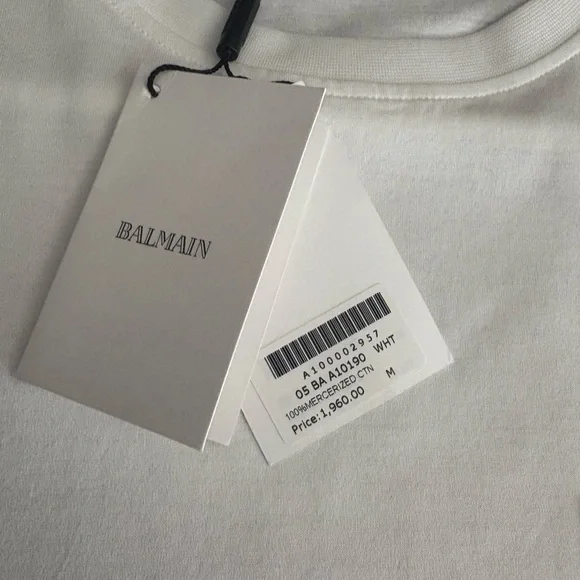 BALMAIN
A100002957
05 BA A10190 WHT
100%MERCERIZED CTN M
Price:1,960.00